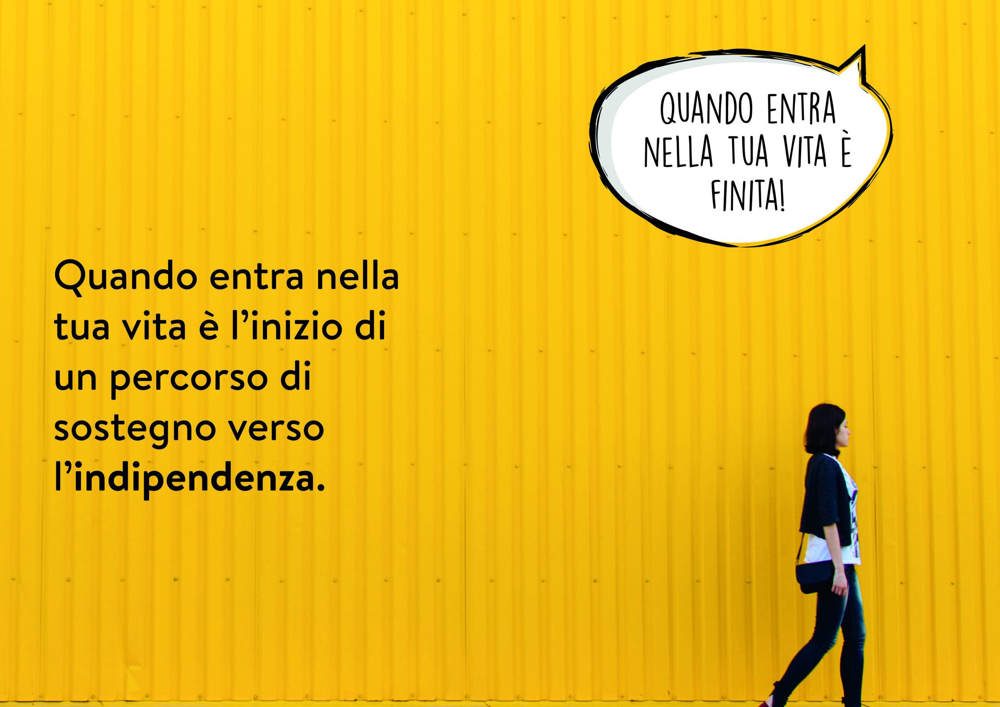 QUANDO ENTRA
NELLA TUA VITA È
FINITA!
Quando entra nella
tua vita è l’inizio di
un percorso di
sostegno verso
l’indipendenza.